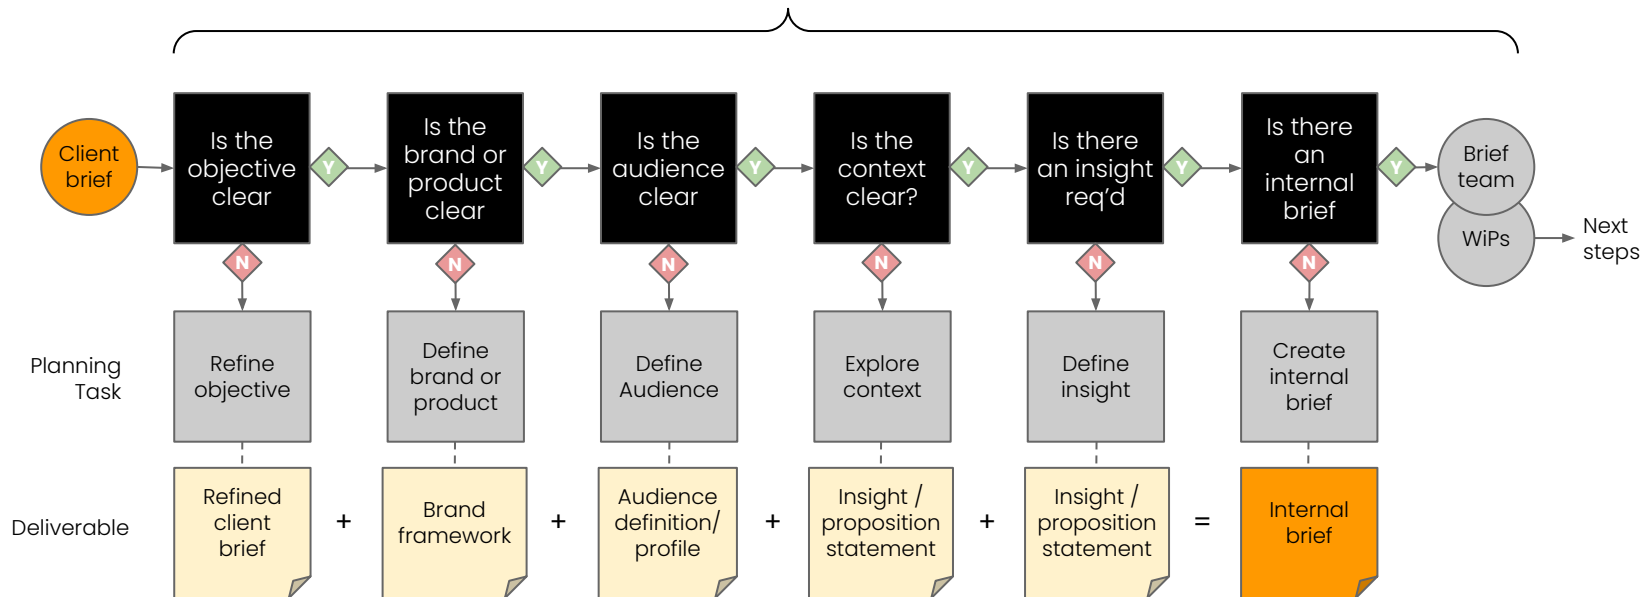 Client
brief
Is the
objective
clear
Y
Is the
brand or
product
clear
Y
Is the
audience
clear
Y
Is the
context
clear?
Y
Is there
an insight
req’d
Y
Is there
an
internal
brief
Y
Brief
team
WiPs
Next
steps
N
N
N
N
N
N
Planning
Task
Refine
objective
Define
brand or
product
Define
Audience
Explore
context
Define
insight
Create
internal
brief
Deliverable
Refined
client
brief
+
Brand
framework
+
Audience
definition/
profile
+
Insight /
proposition
statement
+
Insight /
proposition
statement
=
Internal
brief